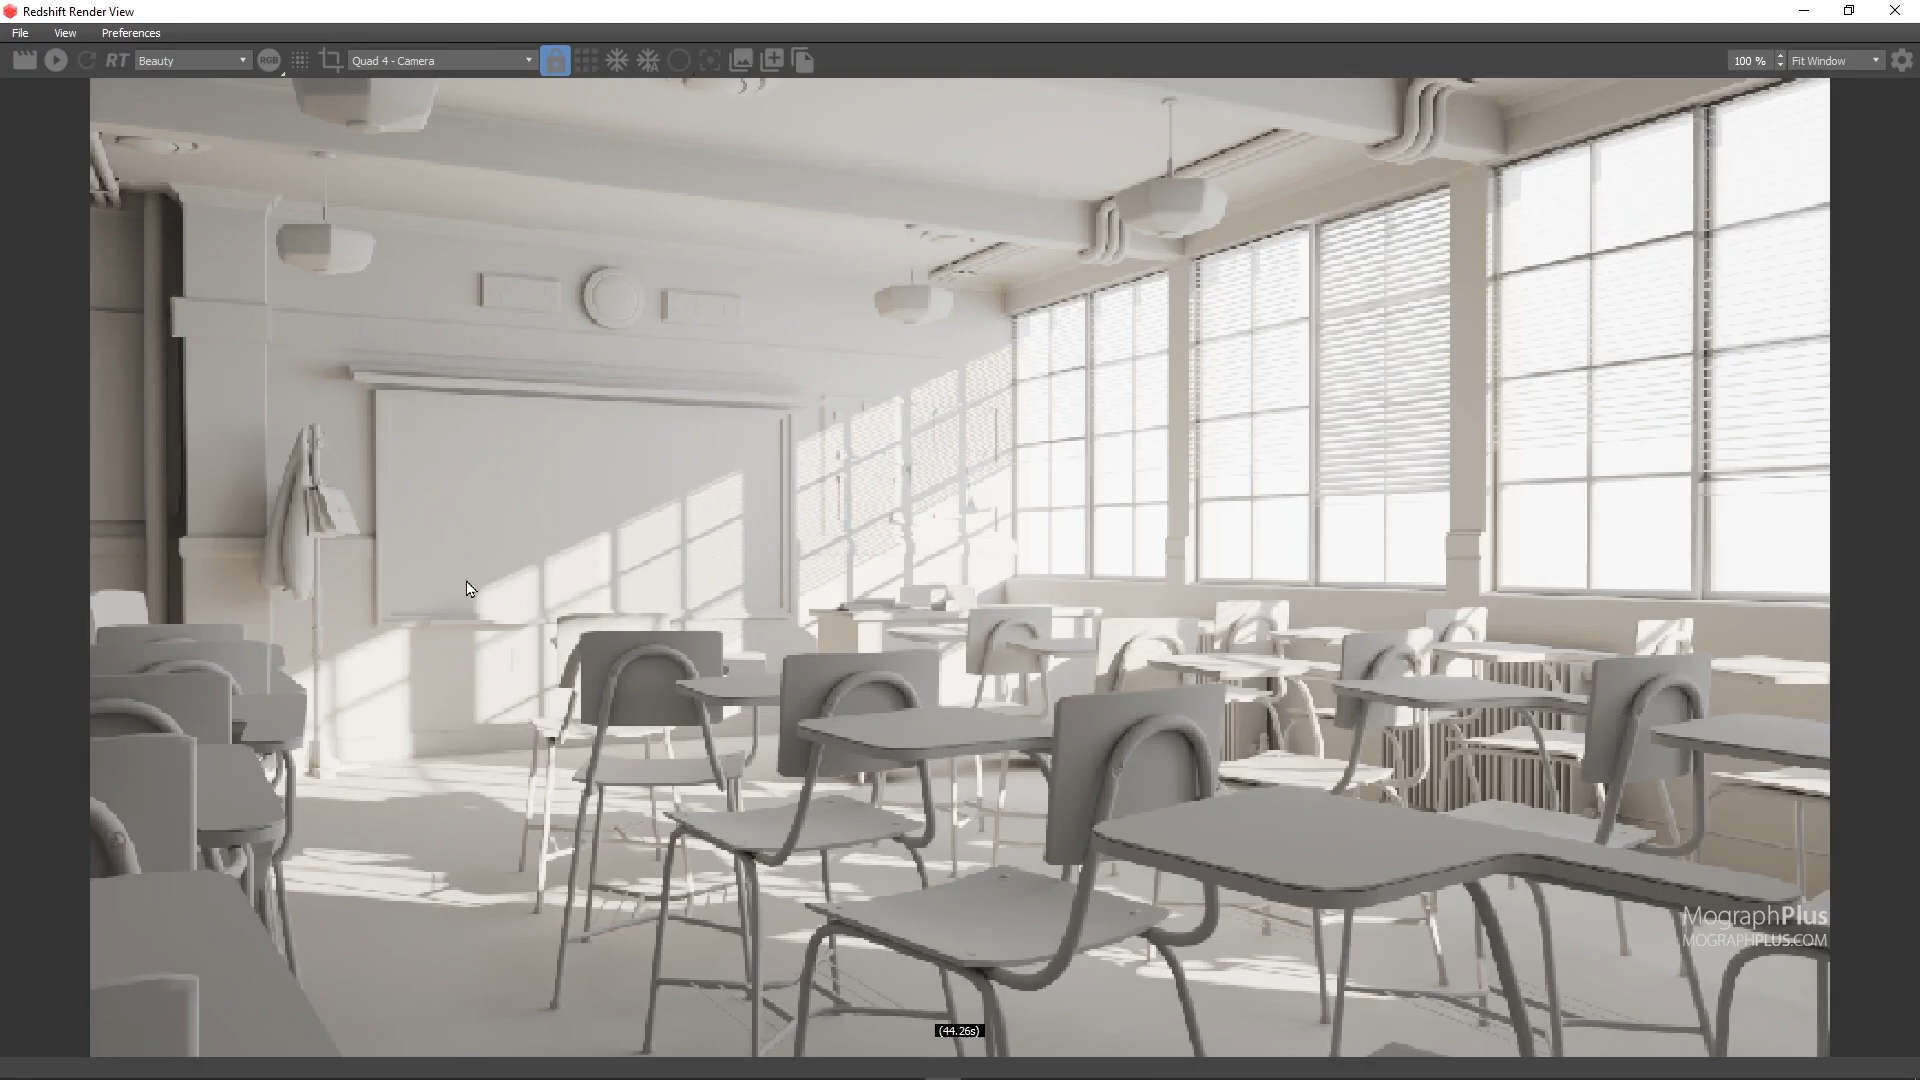 Redshift Render View
File View Preferences
RT Beauty RGB Quad 4 - Camera 100 % Fit Window
MographPlus
MOGRAPHPLUS.COM
(44.26s)